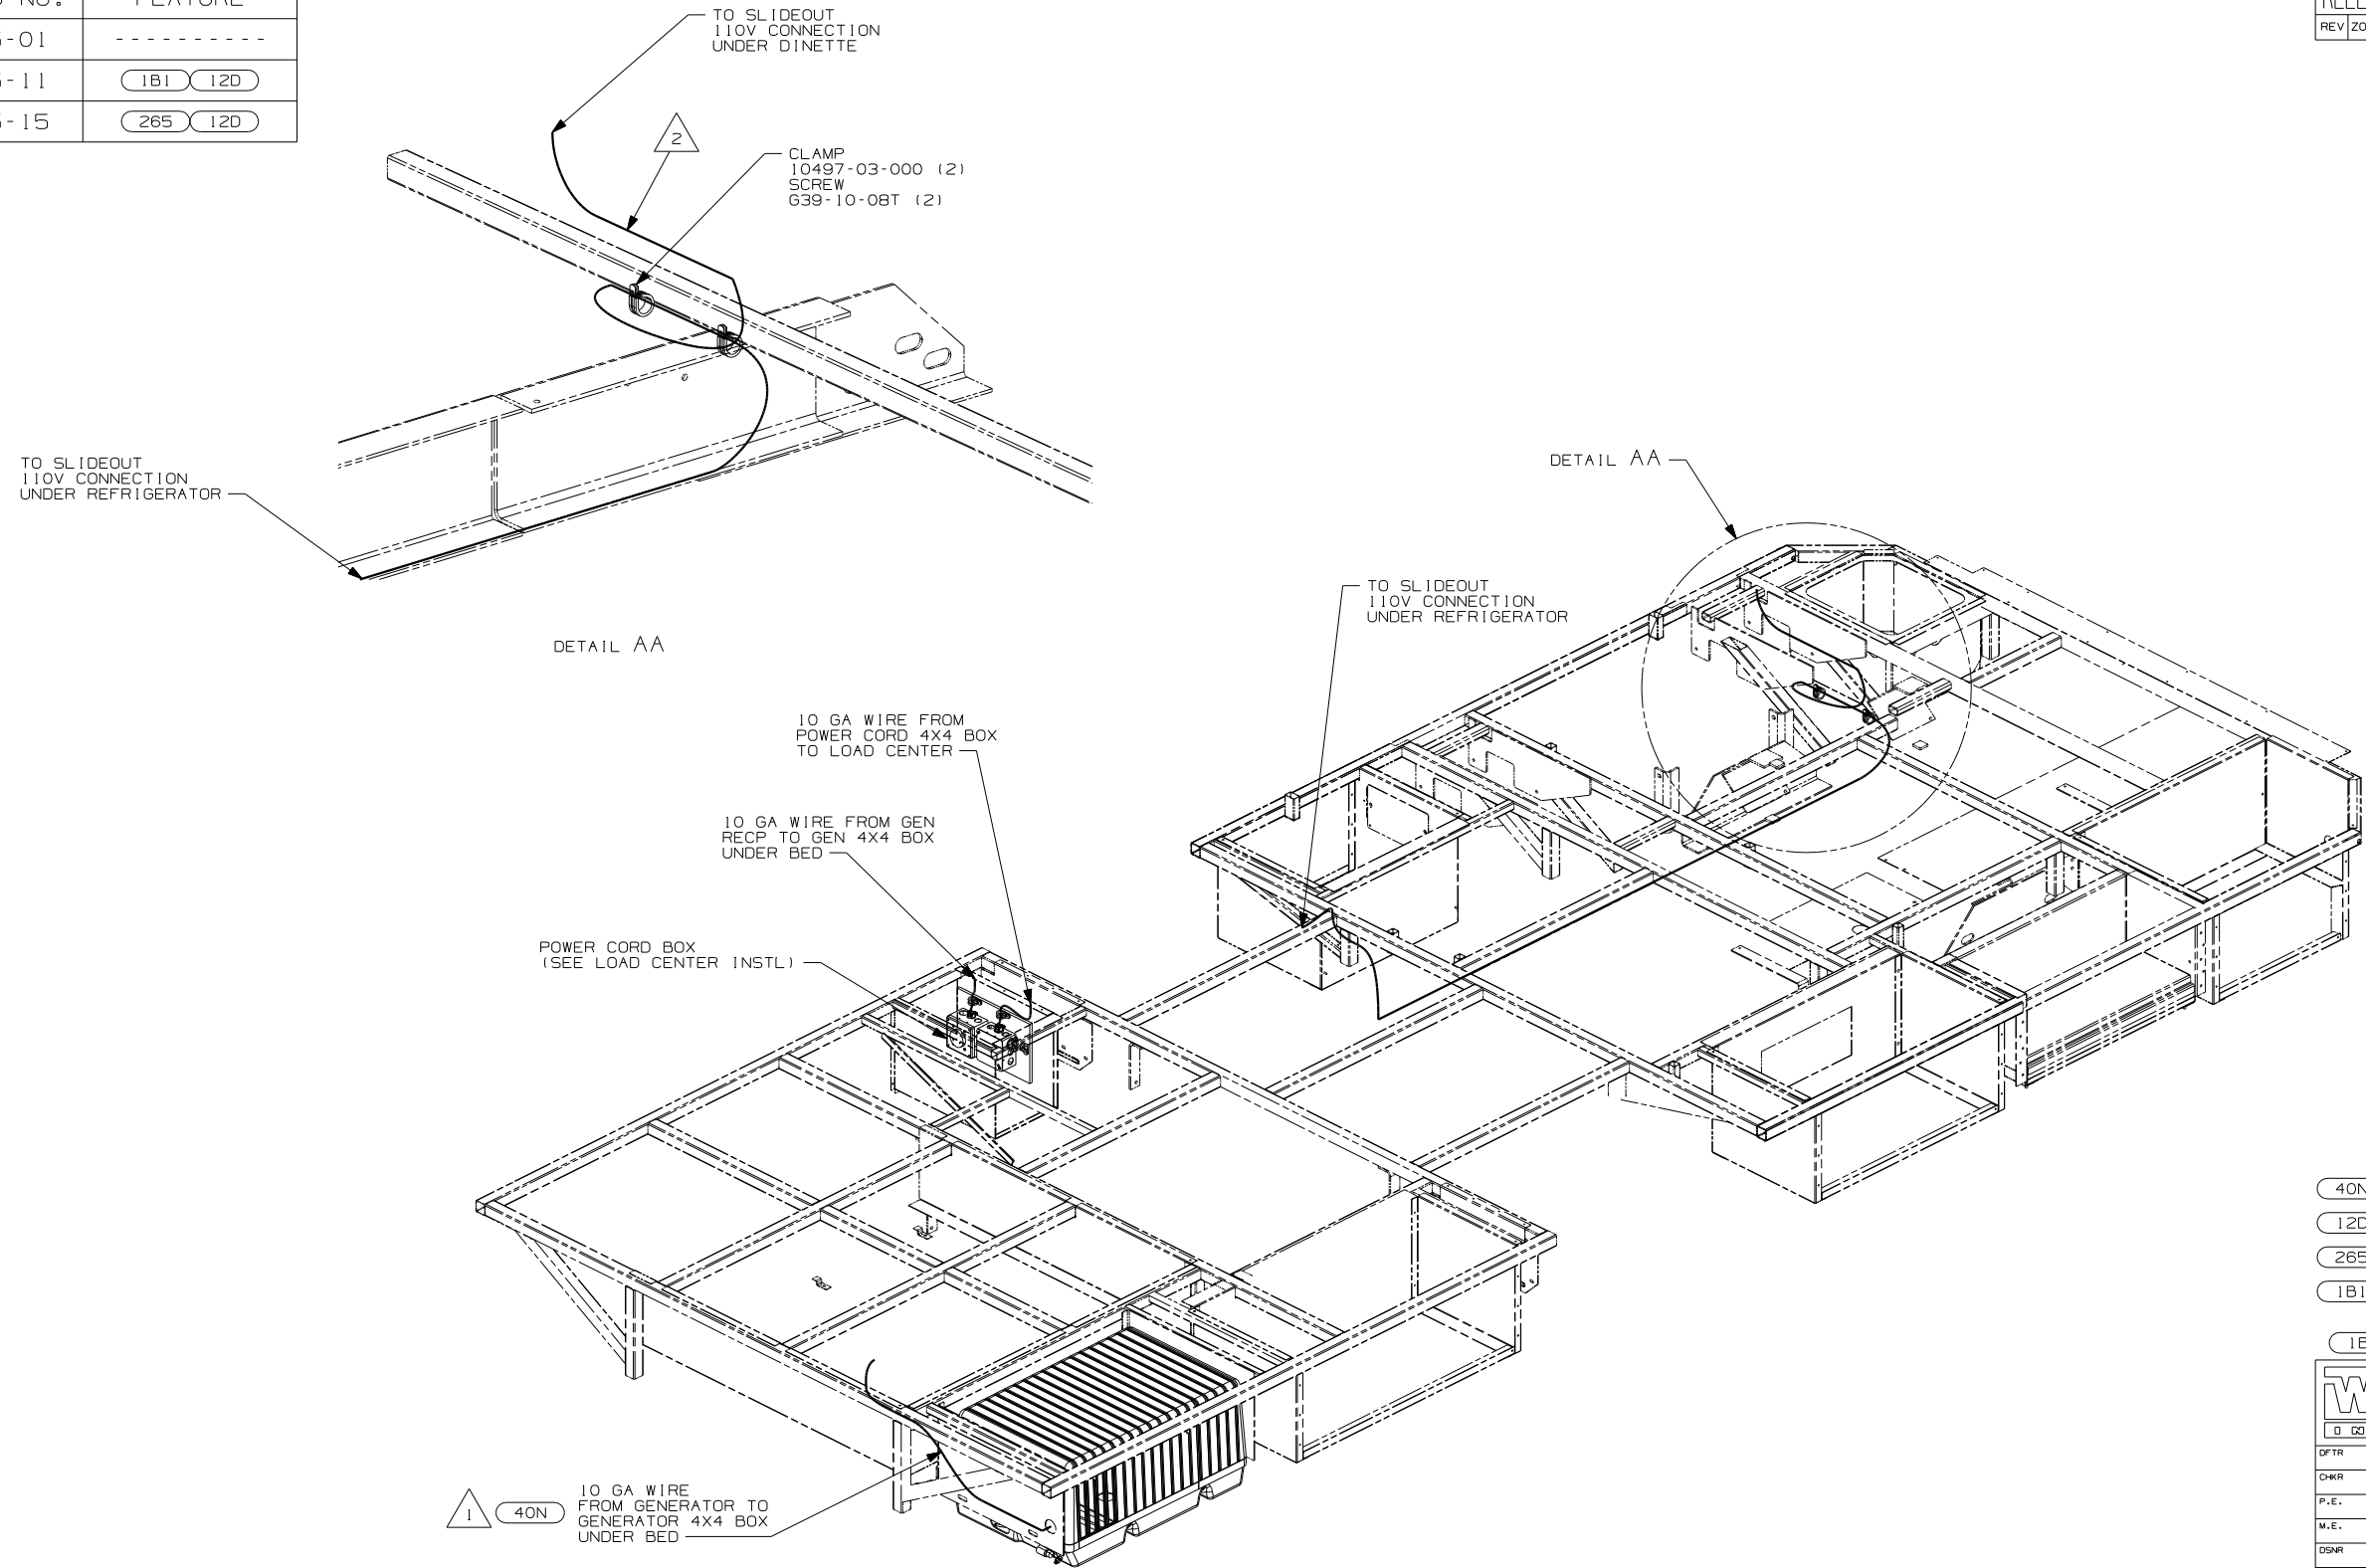 NO. FEATURE
-01 ----------
-11 1B1 12D
-15 265 12D
REV
TO SLIDEOUT
110V CONNECTION
UNDER DINETTE
2
CLAMP
10497-03-000 (2)
SCREW
G39-10-08T (2)
TO SLIDEOUT
110V CONNECTION
UNDER REFRIGERATOR
DETAIL AA
DETAIL AA
TO SLIDEOUT
110V CONNECTION
UNDER REFRIGERATOR
10 GA WIRE FROM
POWER CORD 4X4 BOX
TO LOAD CENTER
10 GA WIRE FROM GEN
RECP TO GEN 4X4 BOX
UNDER BED
POWER CORD BOX
(SEE LOAD CENTER INSTL)
1
40N
10 GA WIRE
FROM GENERATOR TO
GENERATOR 4X4 BOX
UNDER BED
40N
12D
265
1B1
W
DFTR
CHKR
P.E.
M.E.
DSNR